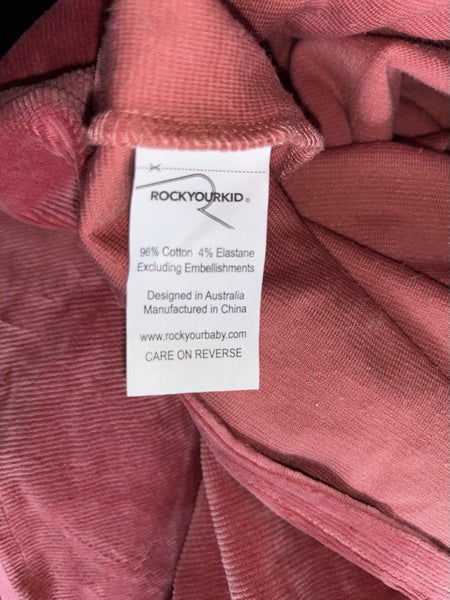 ROCKYOURKID®
96% Cotton 4% Elastane
Excluding Embellishments
Designed in Australia
Manufactured in China
www.rockyourbaby.com
CARE ON REVERSE